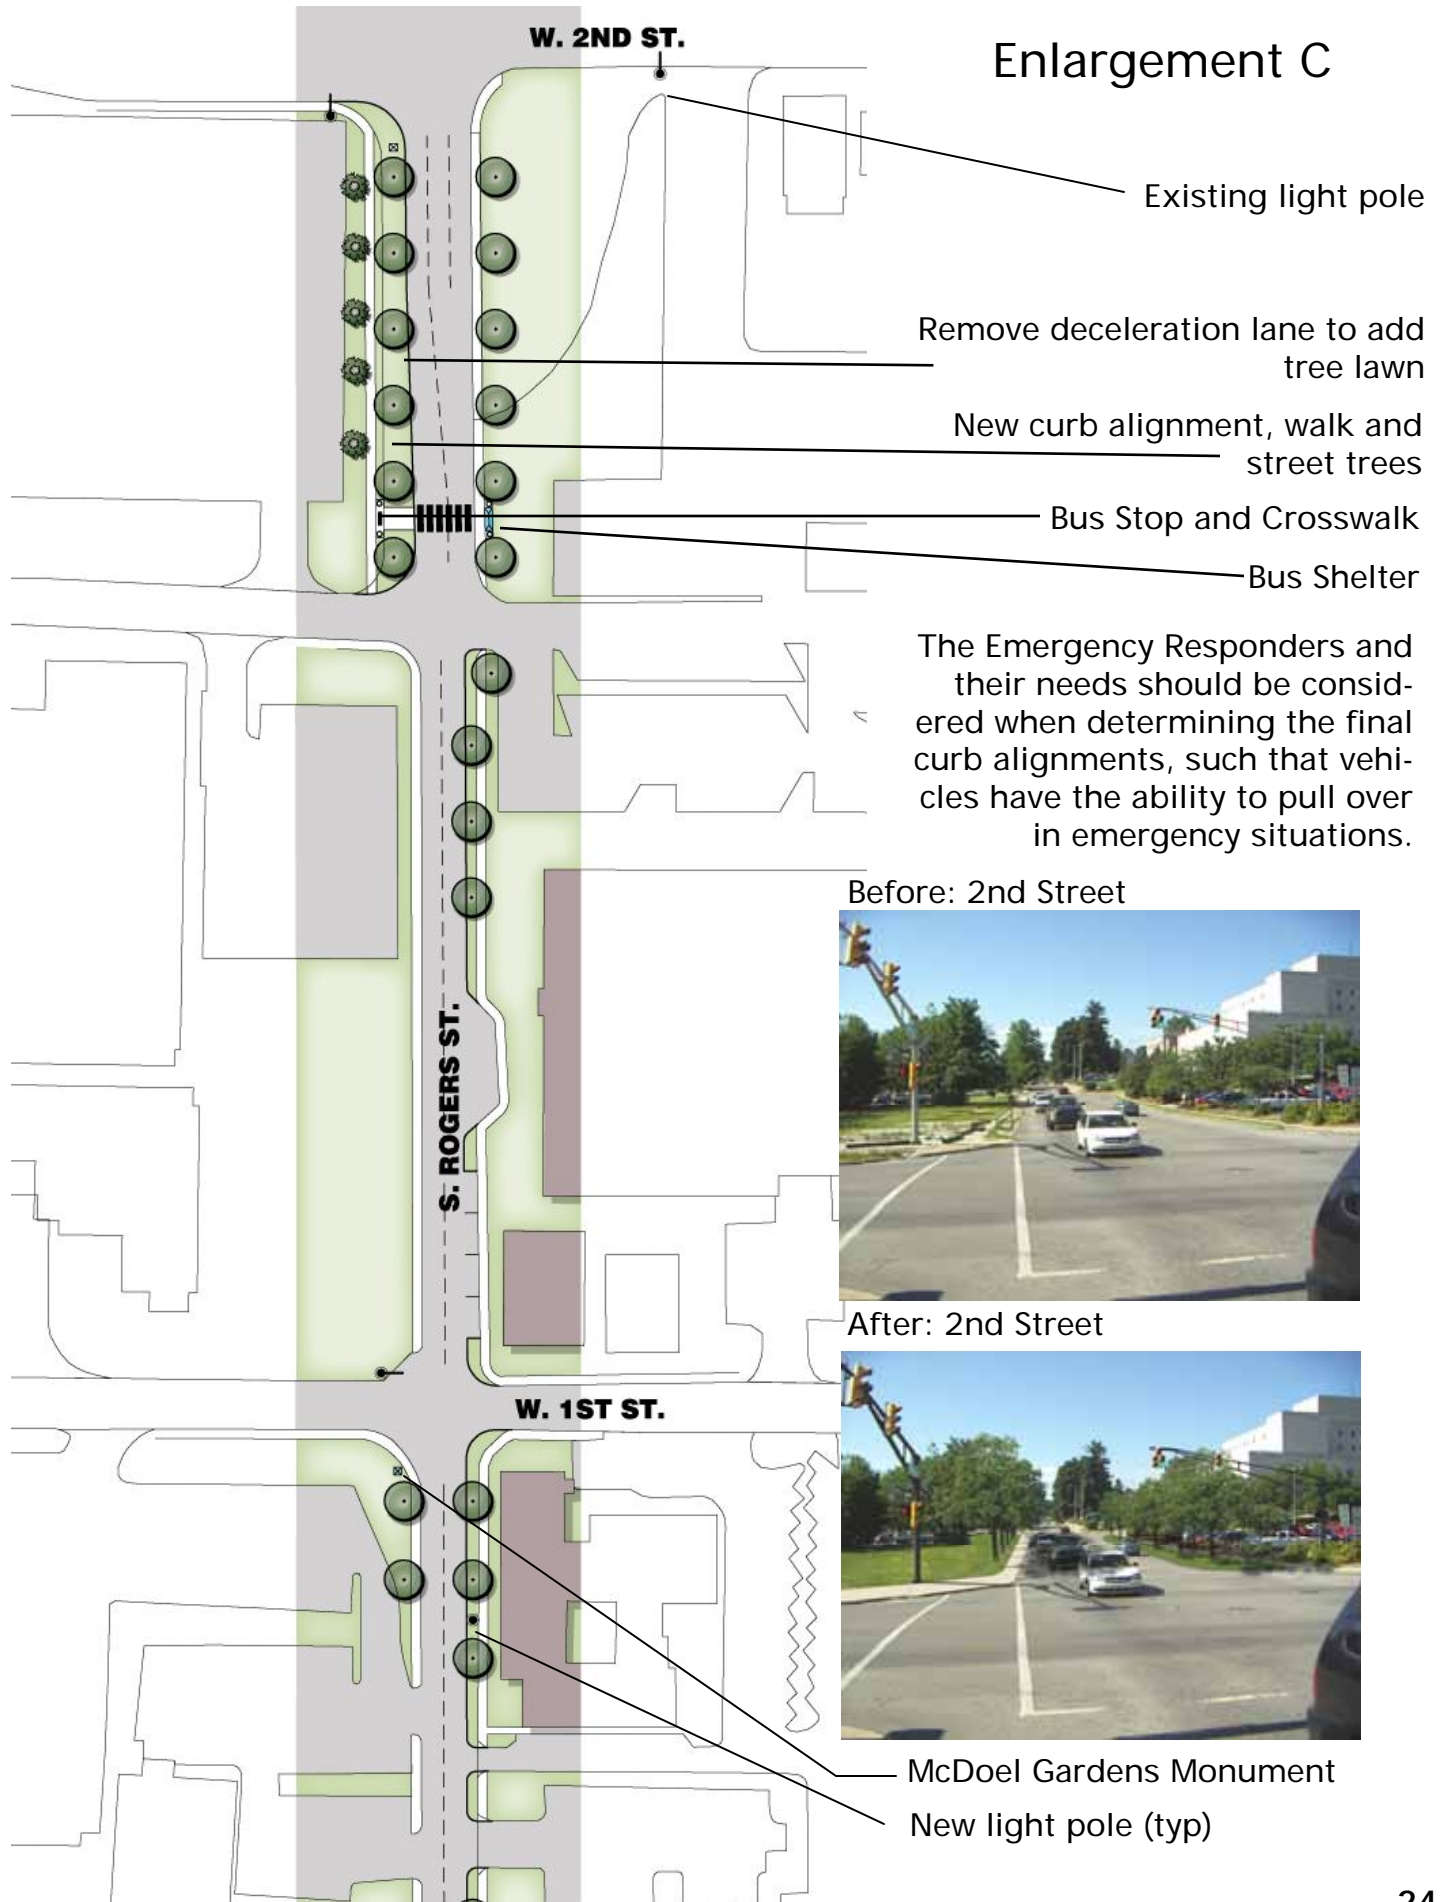 W. 2ND ST.
Enlargement C
Existing light pole
Remove deceleration lane to add
tree lawn
New curb alignment, walk and
street trees
Bus Stop and Crosswalk
Bus Shelter
The Emergency Responders and
their needs should be consid-
ered when determining the final
curb alignments, such that vehi-
cles have the ability to pull over
in emergency situations.
Before: 2nd Street
S. ROGERS ST.
After: 2nd Street
W. 1ST ST.
McDoel Gardens Monument
New light pole (typ)
24